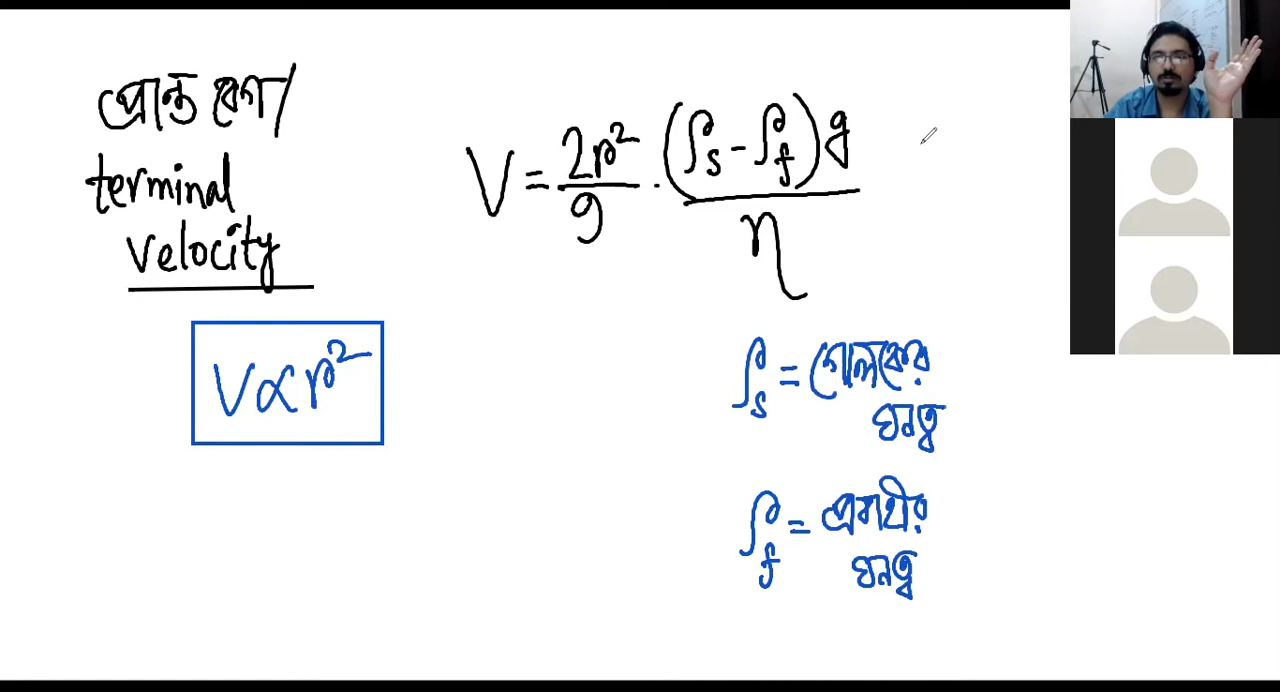 প্রান্ত বেগ/
terminal
velocity
V = 2r²/9 · (ρs - ρf)g/η
V∝r²
ρs = গোলকের
ঘনত্ব
ρf = প্রবাহীর
ঘনত্ব